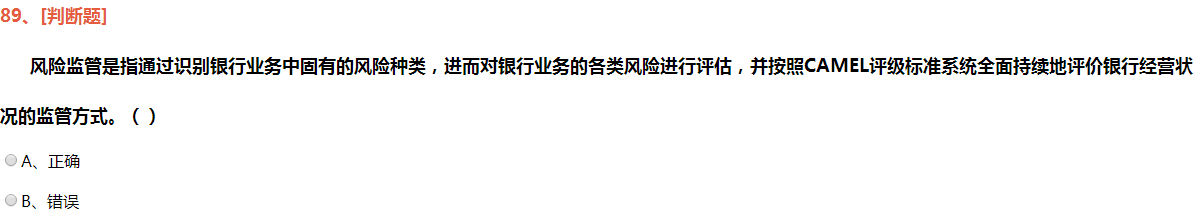 89、[判断题]
风险监管是指通过识别银行业务中固有的风险种类，进而对银行业务的各类风险进行评估，并按照CAMEL评级标准系统全面持续地评价银行经营状
况的监管方式。（ ）
A、正确
B、错误